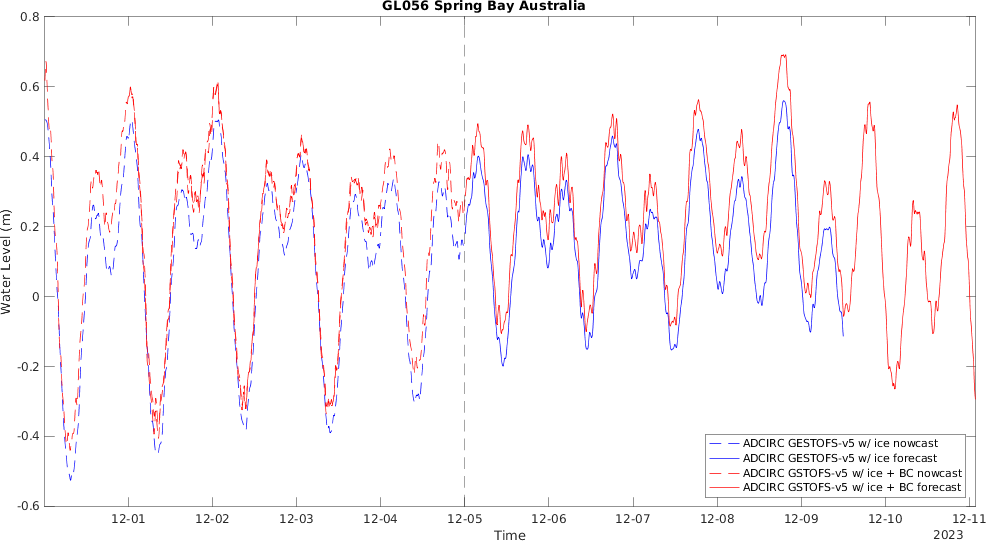 GL056 Spring Bay Australia
Water Level (m)
0.8
0.6
0.4
0.2
0
-0.2
-0.4
-0.6
ADCIRC GESTOFS-v5 w/ ice nowcast
ADCIRC GESTOFS-v5 w/ ice forecast
ADCIRC GSTOFS-v5 w/ ice + BC nowcast
ADCIRC GSTOFS-v5 w/ ice + BC forecast
12-01 12-02 12-03 12-04 12-05 12-06 12-07 12-08 12-09 12-10 12-11
Time
2023